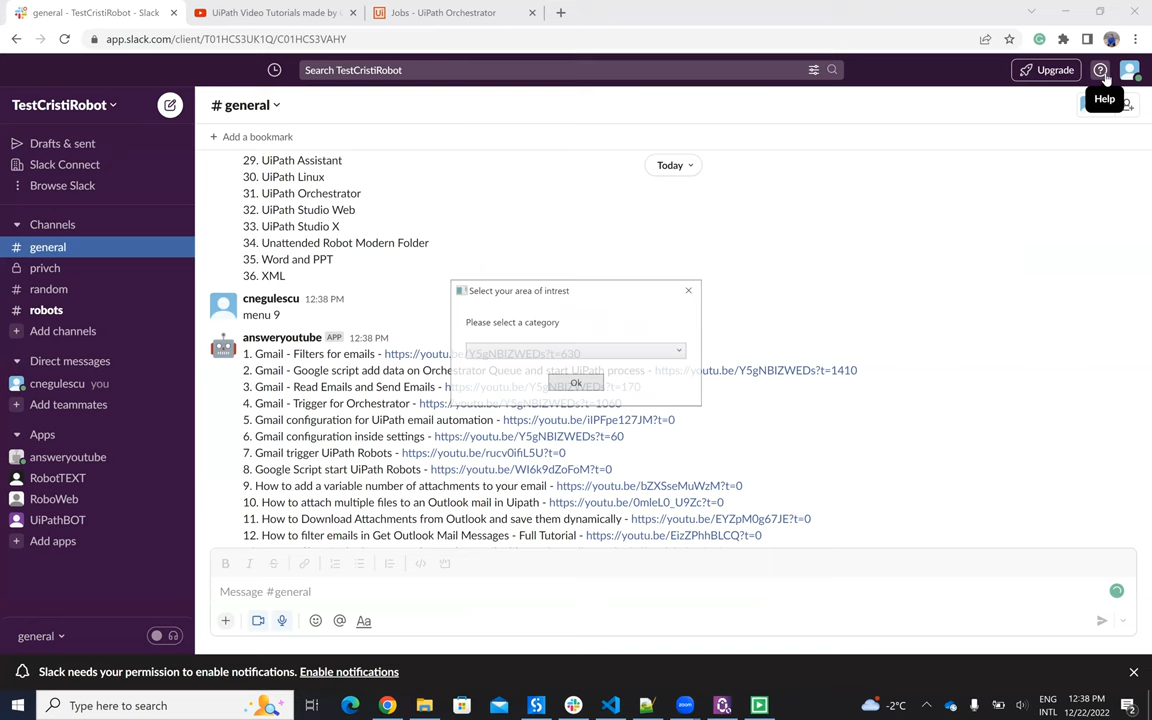 general - TestCristiRobot - Slack
UiPath Video Tutorials made by
Jobs - UiPath Orchestrator
app.slack.com/client/T01HCS3UK1Q/C01HCS3VAHY
Search TestCristiRobot
Upgrade
Help
TestCristiRobot
# general
Drafts & sent
Slack Connect
Browse Slack
Channels
# general
privch
# random
# robots
Add channels
Direct messages
cnegulescu you
Add teammates
Apps
answeryoutube
RoboTEXT
RoboWeb
UiPathBOT
Add apps
general
+ Add a bookmark
Today
29. UiPath Assistant
30. UiPath Linux
31. UiPath Orchestrator
32. UiPath Studio Web
33. UiPath Studio X
34. Unattended Robot Modern Folder
35. Word and PPT
36. XML
cnegulescu 12:38 PM
menu 9
answeryoutube APP 12:38 PM
1. Gmail - Filters for emails - https://youtu.be/Y5gNBIZWEDs?t=630
2. Gmail - Google script add data on Orchestrator Queue and start UiPath process - https://youtu.be/Y5gNBIZWEDs?t=1410
3. Gmail - Read Emails and Send Emails - https://youtu.be/Y5gNBIZWEDs?t=170
4. Gmail - Trigger for Orchestrator - https://youtu.be/Y5gNBIZWEDs?t=1060
5. Gmail configuration for UiPath email automation - https://youtu.be/iIPFpe127JM?t=0
6. Gmail configuration inside settings - https://youtu.be/Y5gNBIZWEDs?t=60
7. Gmail trigger UiPath Robots - https://youtu.be/rucv0ifiL5U?t=0
8. Google Script start UiPath Robots - https://youtu.be/WI6k9dZoFoM?t=0
9. How to add a variable number of attachments to your email - https://youtu.be/bZXSseMuWzM?t=0
10. How to attach multiple files to an Outlook mail in Uipath - https://youtu.be/0mleL0_U9Zc?t=0
11. How to Download Attachments from Outlook and save them dynamically - https://youtu.be/EYZpM0g67JE?t=0
12. How to filter emails in Get Outlook Mail Messages - Full Tutorial - https://youtu.be/EizZPhhBLCQ?t=0
Select your area of intrest
Please select a category
Ok
B I S
Message #general
Aa
Slack needs your permission to enable notifications. Enable notifications
Type here to search
-2°C
ENG
INTL
12:38 PM
12/22/2022
2